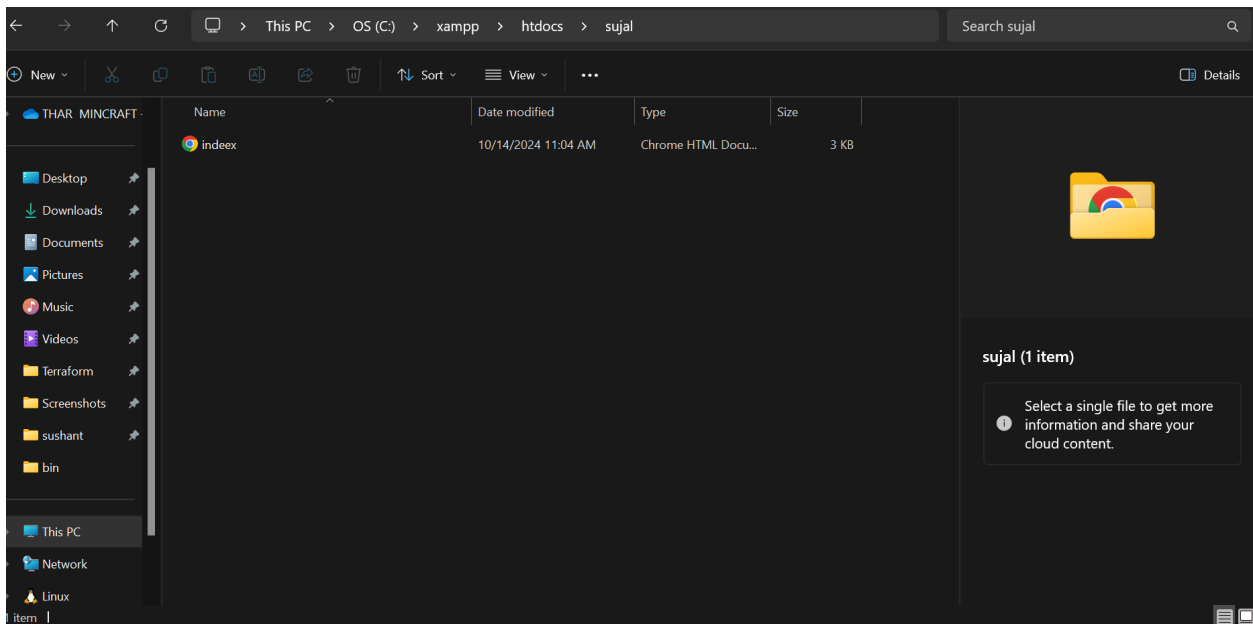 This PC > OS (C:) > xampp > htdocs > sujal Search sujal
New Sort View ... Details
THAR MINCRAFT -
Name Date modified Type Size
indeex 10/14/2024 11:04 AM Chrome HTML Docu... 3 KB
Desktop
Downloads
Documents
Pictures
Music
Videos
Terraform
Screenshots
sushant
bin
This PC
Network
Linux
sujal (1 item)
Select a single file to get more
information and share your
cloud content.
1 item